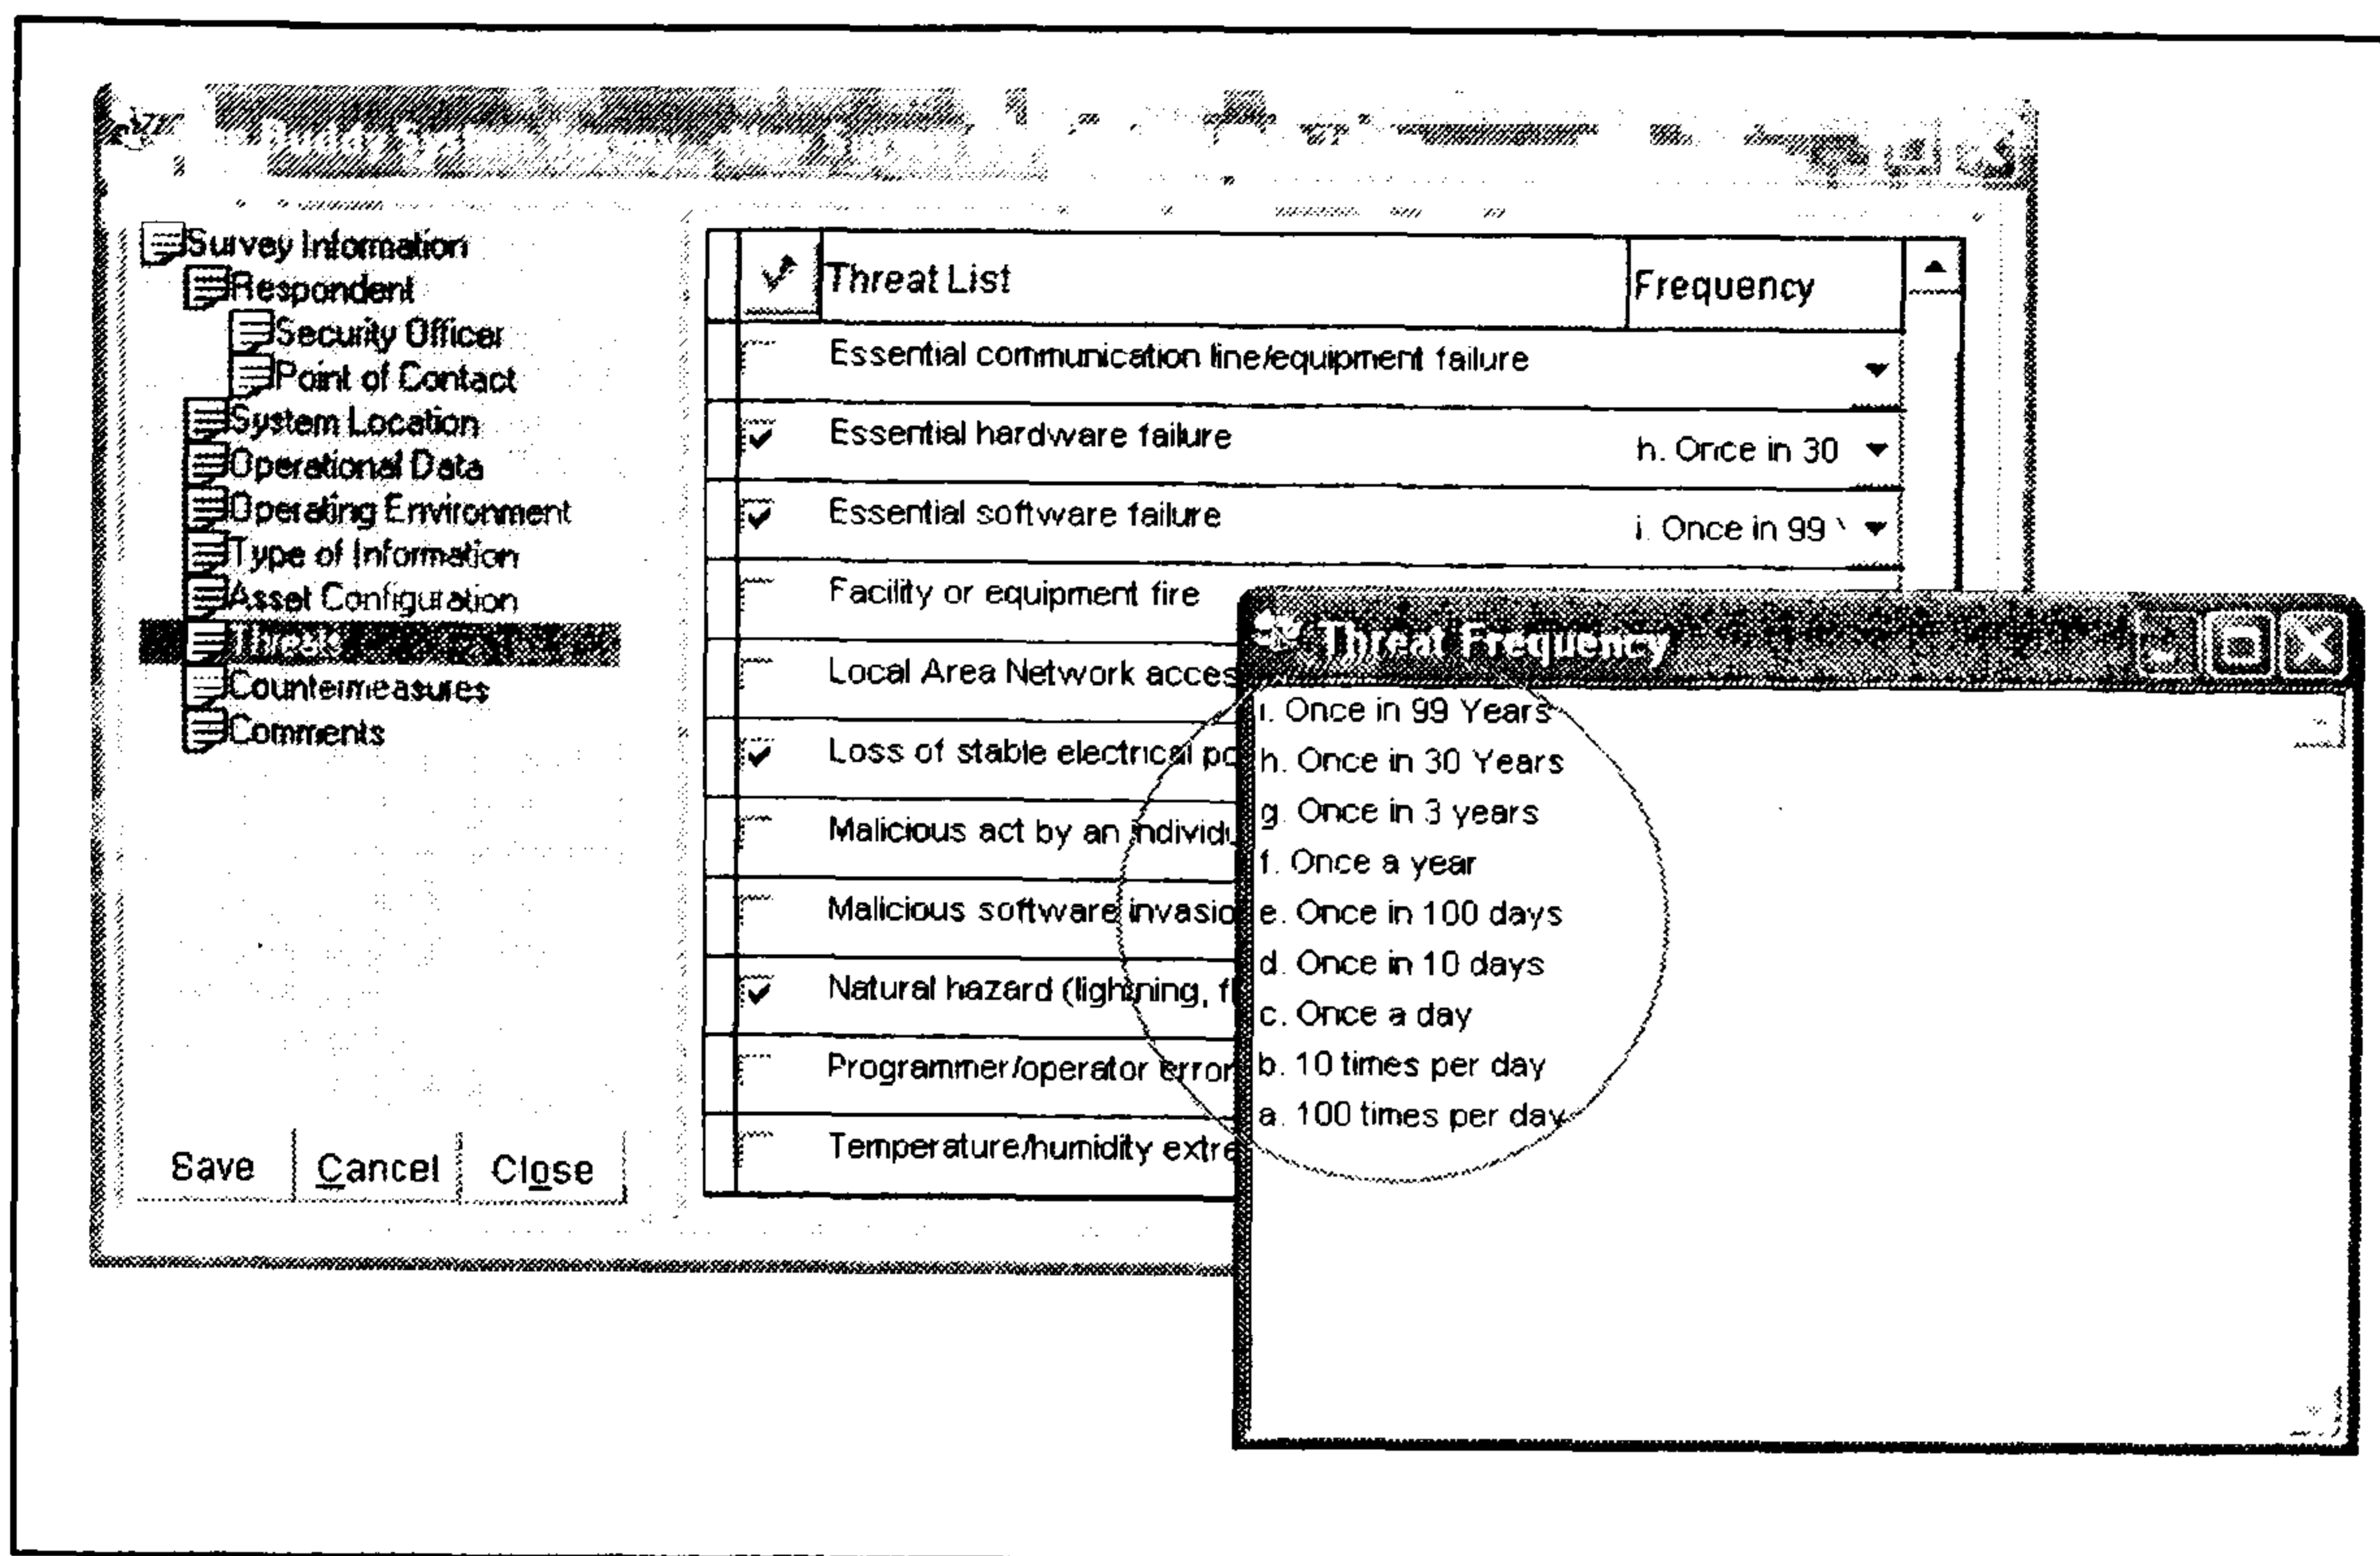 Survey Information
Respondent
Security Officer
Point of Contact
System Location
Operational Data
Operating Environment
Type of Information
Asset Configuration
Threats
Countermeasures
Comments
Save Cancel Close
Threat List Frequency
Essential communication line/equipment failure
Essential hardware failure h. Once in 30
Essential software failure i. Once in 99
Facility or equipment fire
Local Area Network acces
Loss of stable electrical po
Malicious act by an individu
Malicious software invasio
Natural hazard (lightning, fl
Programmer/operator error
Temperature/humidity extre
Threat Frequency
i. Once in 99 Years
h. Once in 30 Years
g. Once in 3 years
f. Once a year
e. Once in 100 days
d. Once in 10 days
c. Once a day
b. 10 times per day
a. 100 times per day